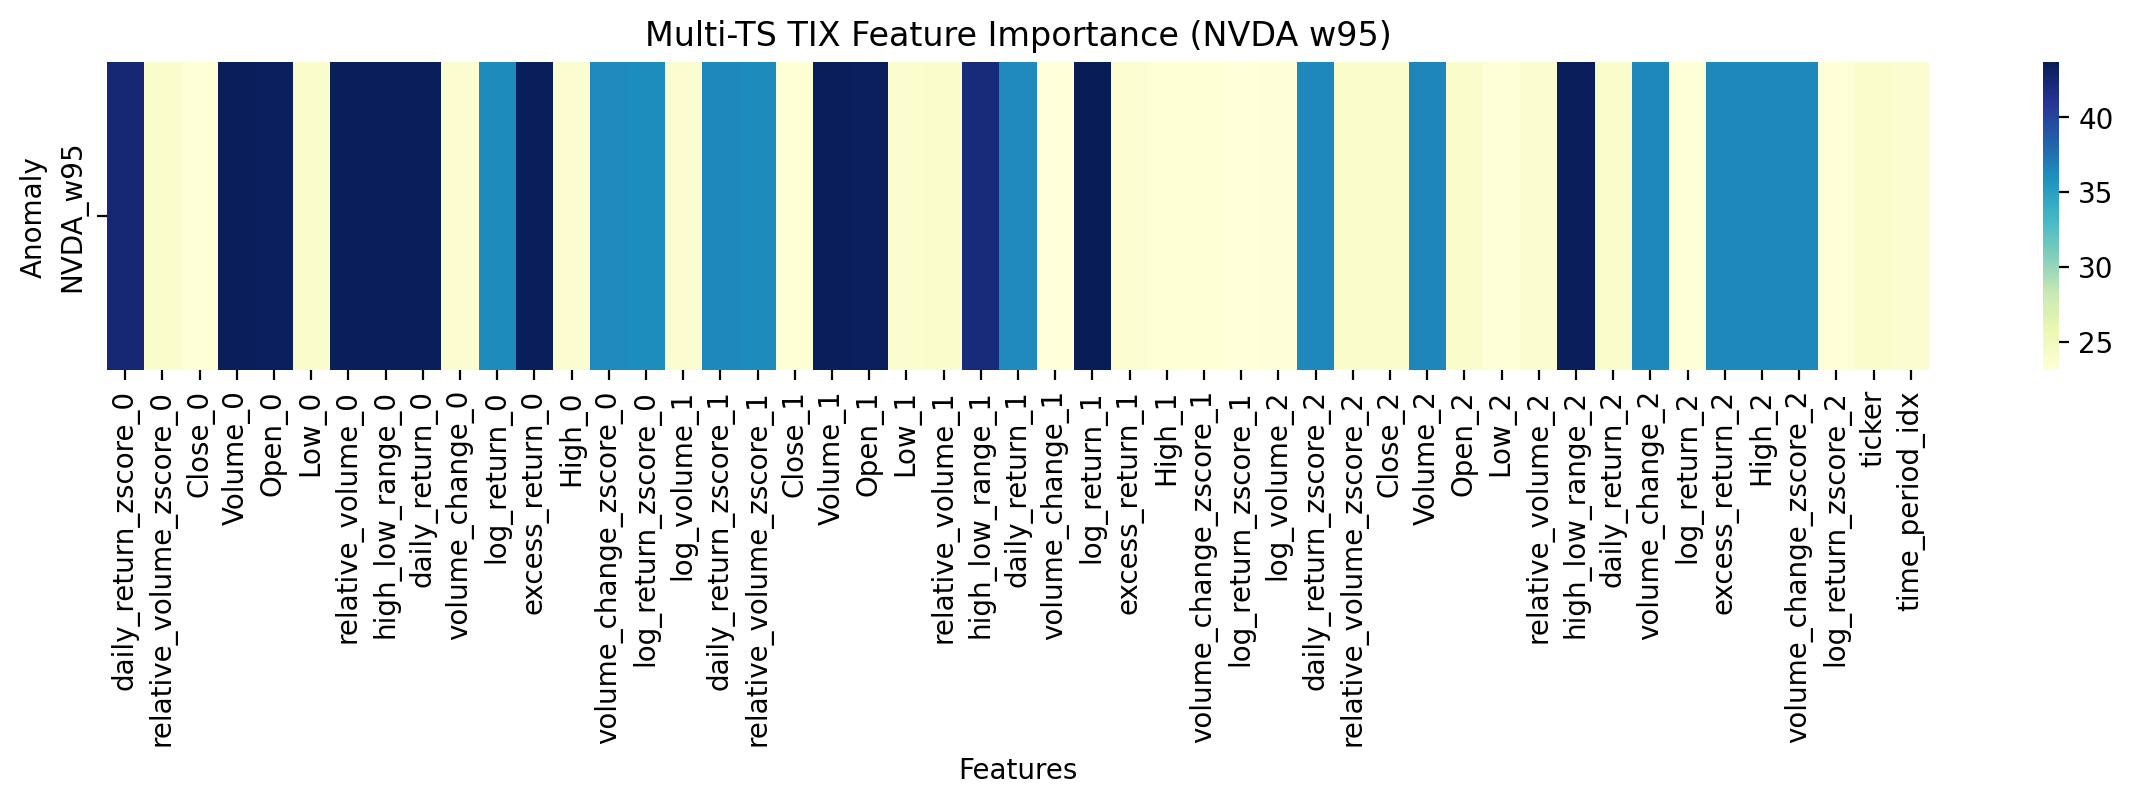 Multi-TS TIX Feature Importance (NVDA w95)
Anomaly
NVDA_w95
40
35
30
25
daily_return_zscore_0
relative_volume_zscore_0
Close_0
Volume_0
Open_0
Low_0
relative_volume_0
high_low_range_0
daily_return_0
volume_change_0
log_return_0
excess_return_0
High_0
volume_change_zscore_0
log_return_zscore_0
log_volume_1
daily_return_zscore_1
relative_volume_zscore_1
Close_1
Volume_1
Open_1
Low_1
relative_volume_1
high_low_range_1
daily_return_1
volume_change_1
log_return_1
excess_return_1
High_1
volume_change_zscore_1
log_return_zscore_1
log_volume_2
daily_return_zscore_2
relative_volume_zscore_2
Close_2
Volume_2
Open_2
Low_2
relative_volume_2
high_low_range_2
daily_return_2
volume_change_2
log_return_2
excess_return_2
High_2
volume_change_zscore_2
log_return_zscore_2
ticker
time_period_idx
Features